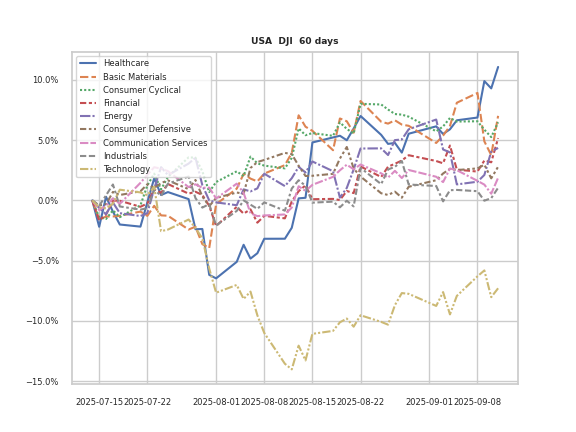 USA DJI 60 days
Healthcare
Basic Materials
Consumer Cyclical
Financial
Energy
Consumer Defensive
Communication Services
Industrials
Technology
10.0%
5.0%
0.0%
−5.0%
−10.0%
−15.0%
2025-07-15 2025-07-22 2025-08-01 2025-08-08 2025-08-15 2025-08-22 2025-09-01 2025-09-08